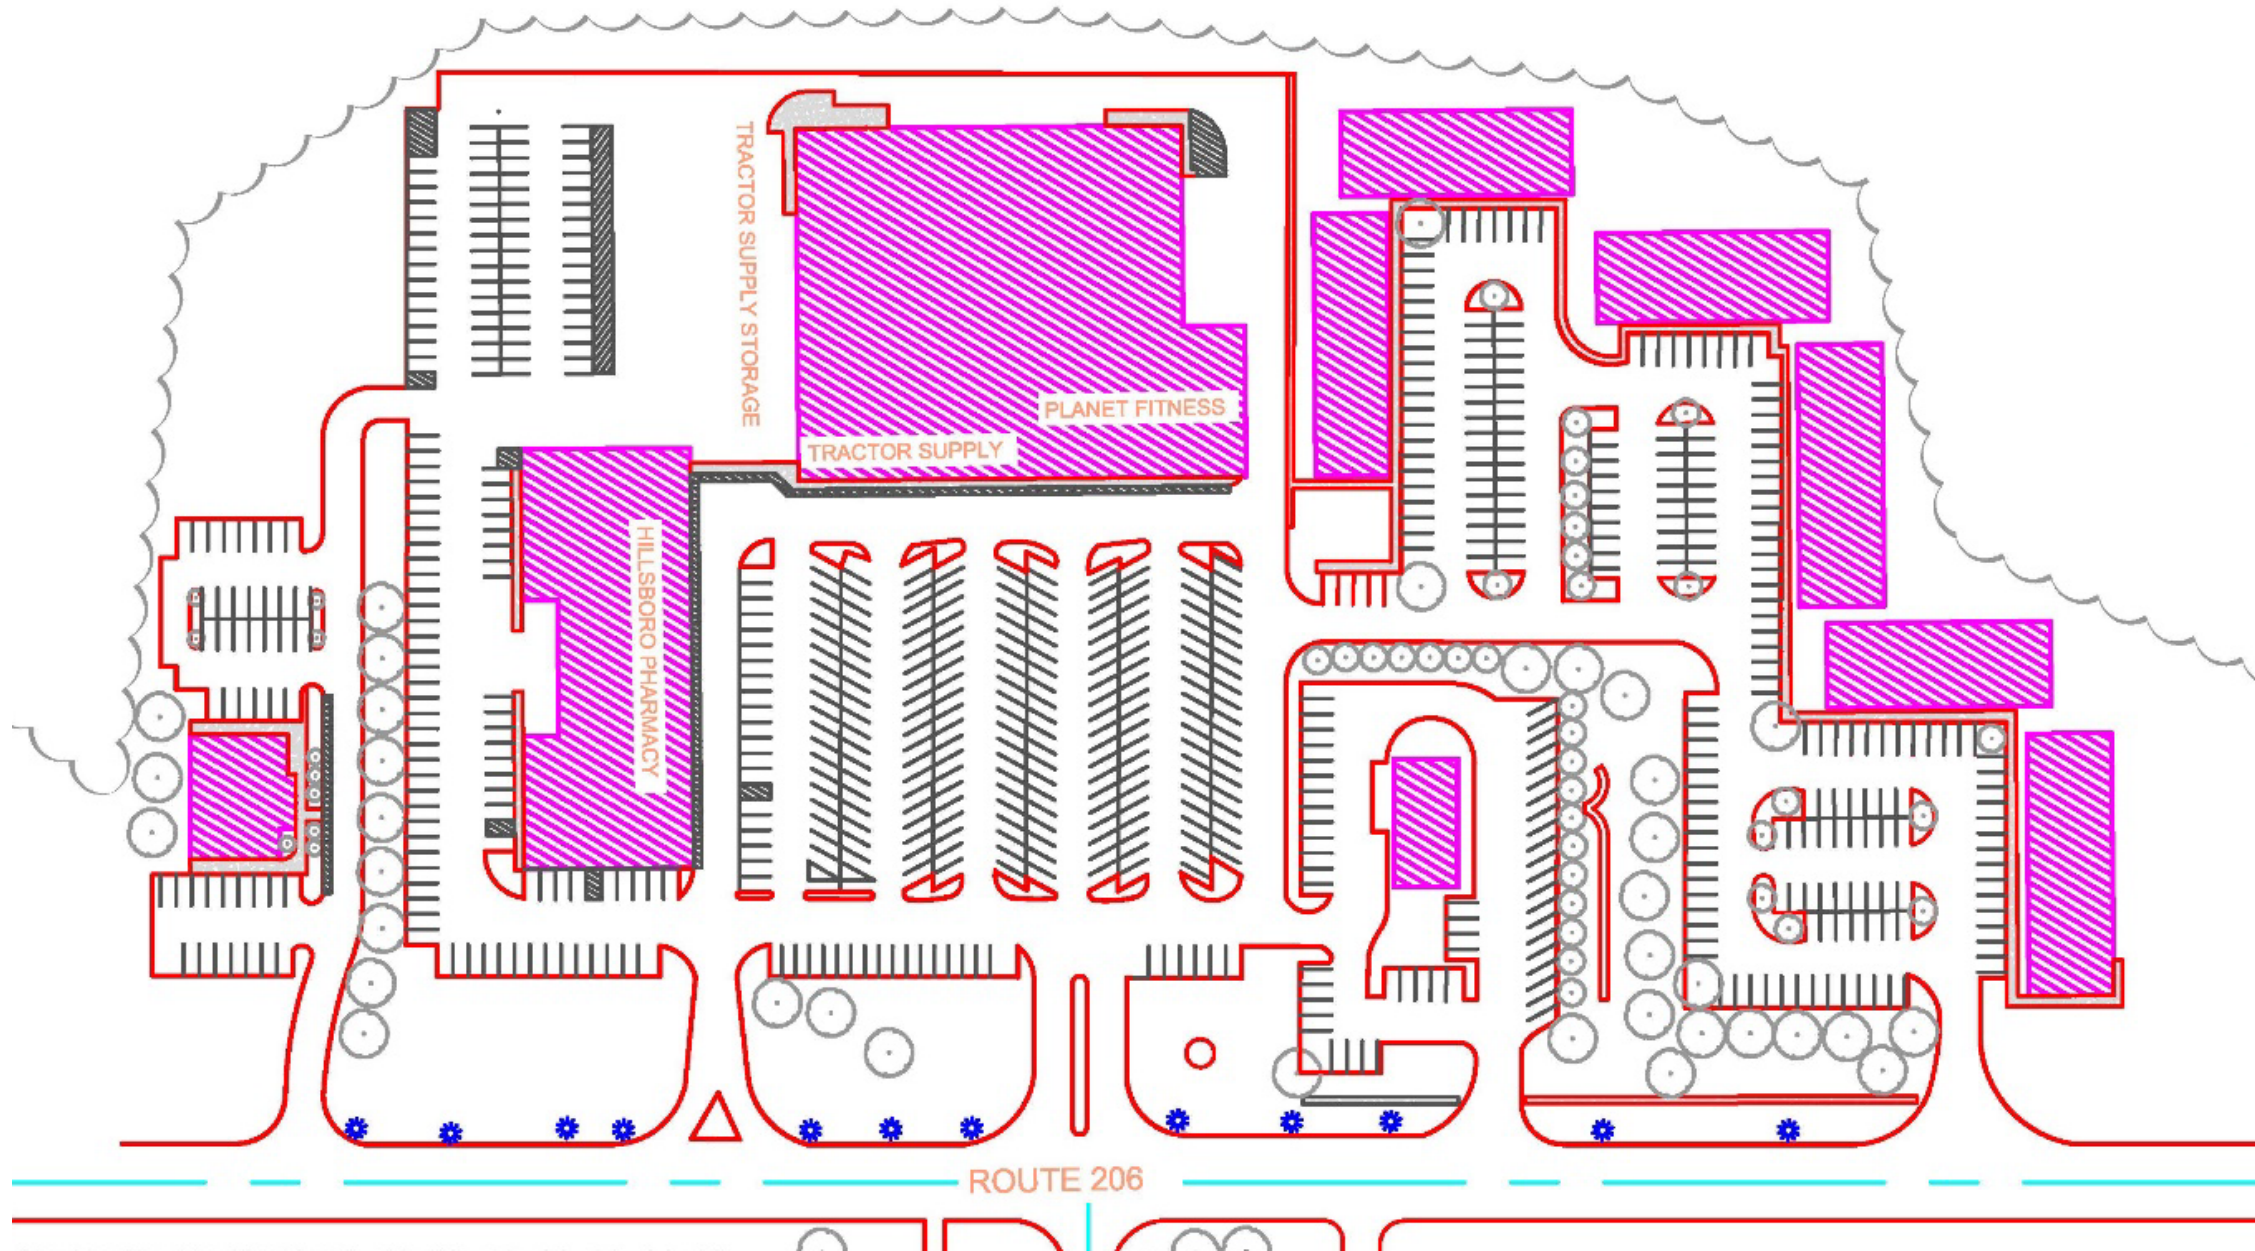 TRACTOR SUPPLY STORAGE
PLANET FITNESS
TRACTOR SUPPLY
HILLSBORO PHARMACY
ROUTE 206